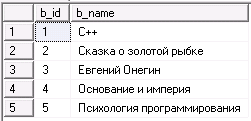 b_id b_name
1 1 C++
2 2 Сказка о золотой рыбке
3 3 Евгений Онегин
4 4 Основание и империя
5 5 Психология программирования